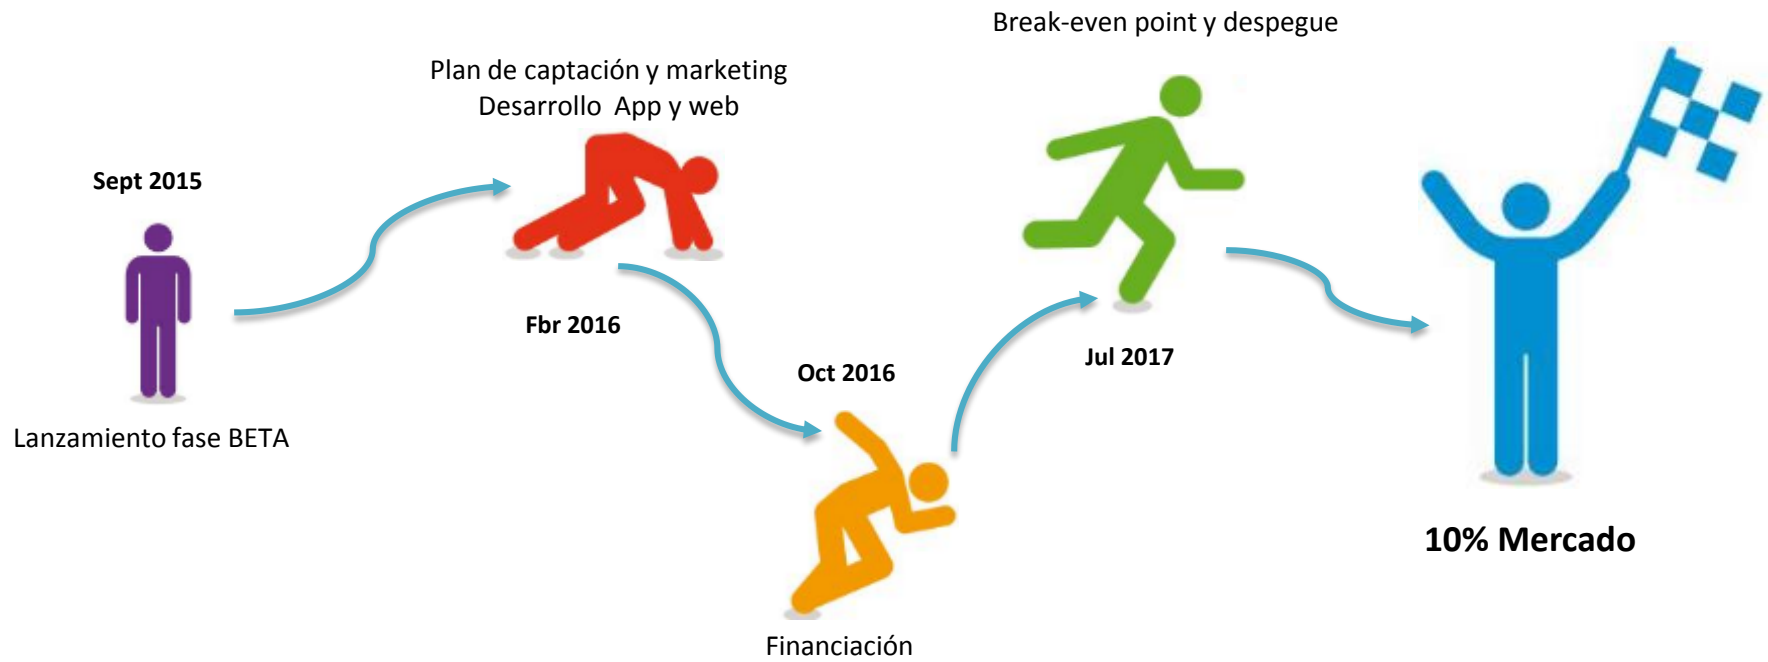 Sept 2015
Lanzamiento fase BETA
Plan de captación y marketing
Desarrollo App y web
Fbr 2016
Oct 2016
Financiación
Break-even point y despegue
Jul 2017
10% Mercado